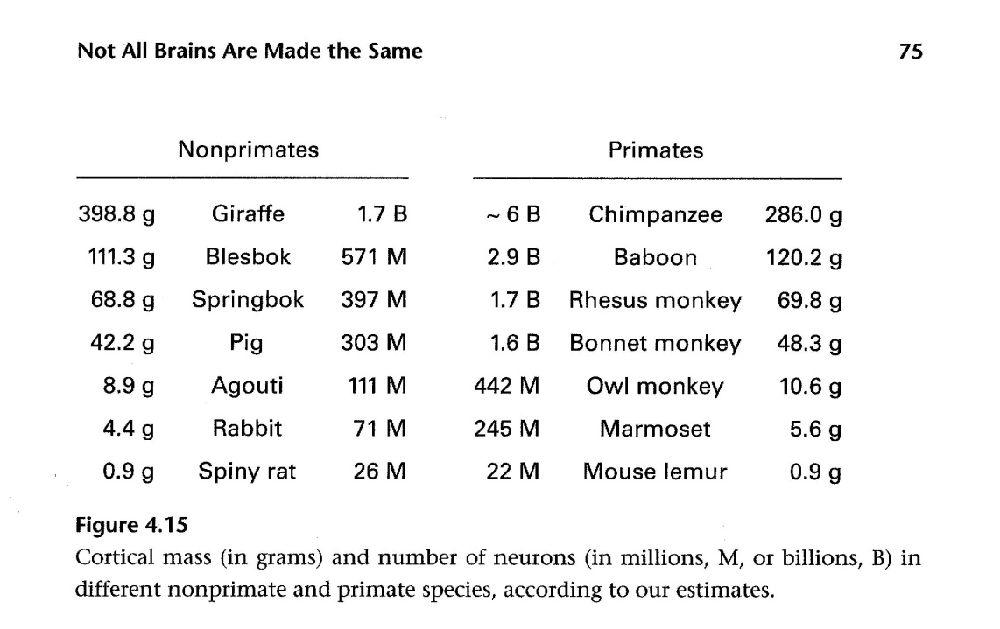 Not All Brains Are Made the Same 75
Nonprimates Primates
398.8 g Giraffe 1.7 B ~ 6 B Chimpanzee 286.0 g
111.3 g Blesbok 571 M 2.9 B Baboon 120.2 g
68.8 g Springbok 397 M 1.7 B Rhesus monkey 69.8 g
42.2 g Pig 303 M 1.6 B Bonnet monkey 48.3 g
8.9 g Agouti 111 M 442 M Owl monkey 10.6 g
4.4 g Rabbit 71 M 245 M Marmoset 5.6 g
0.9 g Spiny rat 26 M 22 M Mouse lemur 0.9 g
Figure 4.15
Cortical mass (in grams) and number of neurons (in millions, M, or billions, B) in
different nonprimate and primate species, according to our estimates.